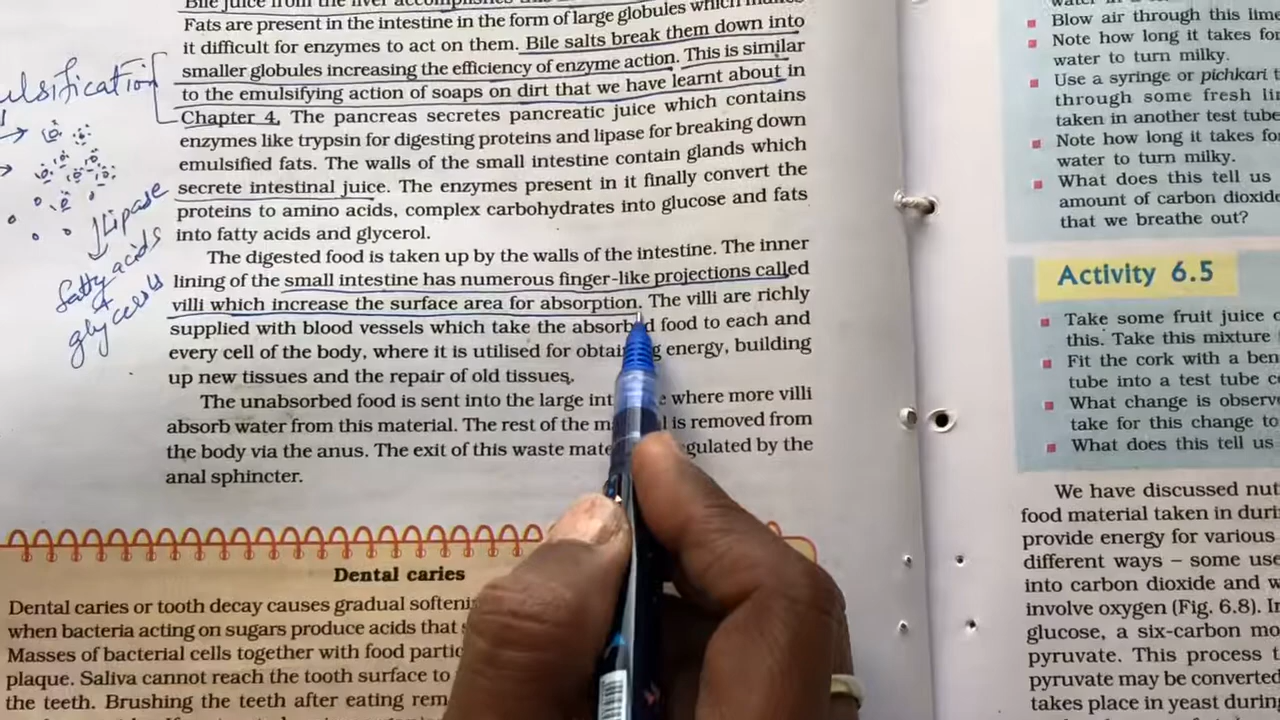 Bile juice from the liver accomplishes
Fats are present in the intestine in the form of large globules which makes
it difficult for enzymes to act on them. Bile salts break them down into
smaller globules increasing the efficiency of enzyme action. This is similar
to the emulsifying action of soaps on dirt that we have learnt about in
Chapter 4. The pancreas secretes pancreatic juice which contains
enzymes like trypsin for digesting proteins and lipase for breaking down
emulsified fats. The walls of the small intestine contain glands which
secrete intestinal juice. The enzymes present in it finally convert the
proteins to amino acids, complex carbohydrates into glucose and fats
into fatty acids and glycerol.
The digested food is taken up by the walls of the intestine. The inner
lining of the small intestine has numerous finger-like projections called
villi which increase the surface area for absorption. The villi are richly
supplied with blood vessels which take the absorbed food to each and
every cell of the body, where it is utilised for obtai g energy, building
up new tissues and the repair of old tissues.
The unabsorbed food is sent into the large int e where more villi
absorb water from this material. The rest of the m l is removed from
the body via the anus. The exit of this waste mate gulated by the
anal sphincter.
ulsification
Lipase
fatty acids
+
glycerols
Dental caries
Dental caries or tooth decay causes gradual softeni
when bacteria acting on sugars produce acids that
Masses of bacterial cells together with food partic
plaque. Saliva cannot reach the tooth surface to
the teeth. Brushing the teeth after eating rem
Blow air through this lime
Note how long it takes for
water to turn milky.
Use a syringe or pichkari t
through some fresh li
taken in another test tube
Note how long it takes fo
water to turn milky.
What does this tell us
amount of carbon dioxide
that we breathe out?
Activity 6.5
Take some fruit juice
this. Take this mixture
Fit the cork with a ben
tube into a test tube c
What change is observe
take for this change to
What does this tell us
We have discussed nut
food material taken in duri
provide energy for various
different ways – some use
into carbon dioxide and w
involve oxygen (Fig. 6.8). I
glucose, a six-carbon mo
pyruvate. This process t
pyruvate may be converted
takes place in yeast during